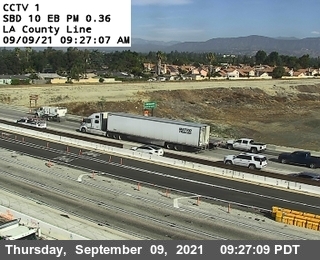 CCTV 1
SBD 10 EB PM 0.36
LA County Line
09/09/21 09:27:07 AM
Thursday, September 09, 2021 09:27:09 PDT